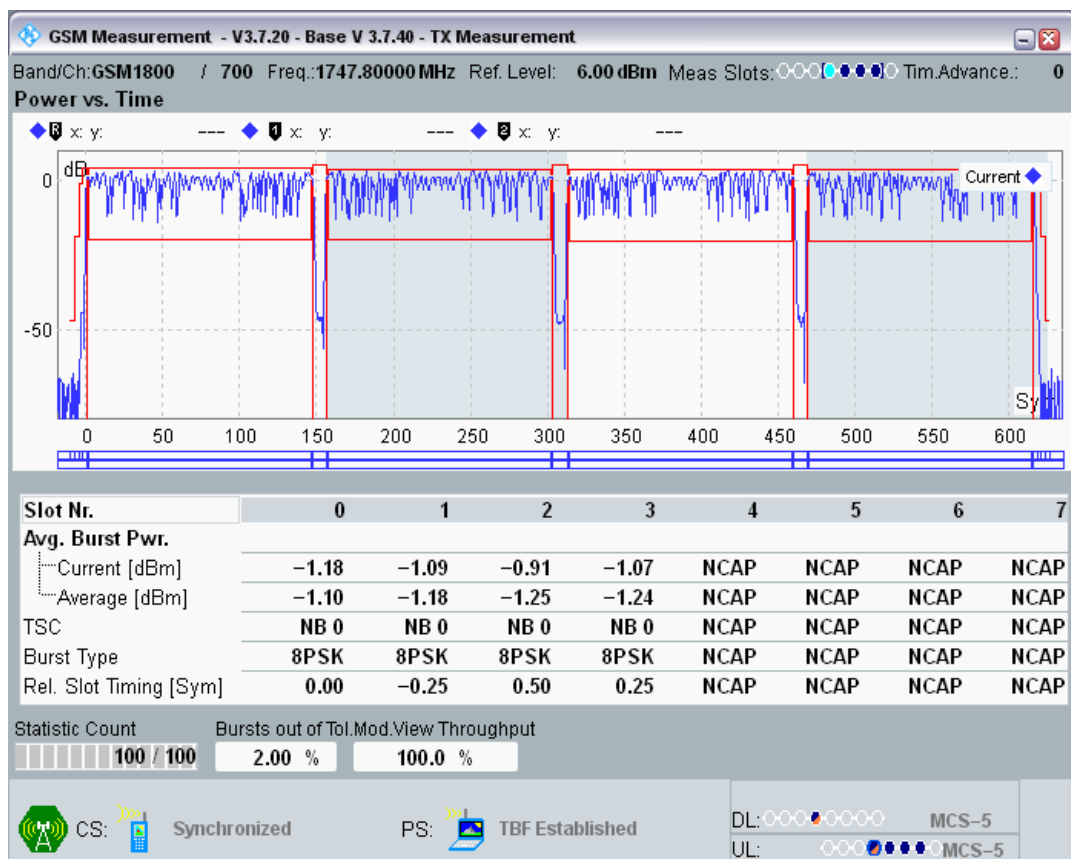 GSM Measurement - V3.7.20 - Base V 3.7.40 - TX Measurement
Band/Ch:GSM1800 / 700 Freq.:1747.80000 MHz Ref. Level: 6.00 dBm Meas Slots: Tim.Advance.: 0
Power vs. Time
R x: y: --- 1 x: y: --- 2 x: y: ---
dB
Current
0
-50
Sy
0 50 100 150 200 250 300 350 400 450 500 550 600
Slot Nr. 0 1 2 3 4 5 6 7
Avg. Burst Pwr.
Current [dBm] −1.18 −1.09 −0.91 −1.07 NCAP NCAP NCAP NCAP
Average [dBm] −1.10 −1.18 −1.25 −1.24 NCAP NCAP NCAP NCAP
TSC NB 0 NB 0 NB 0 NB 0 NCAP NCAP NCAP NCAP
Burst Type 8PSK 8PSK 8PSK 8PSK NCAP NCAP NCAP NCAP
Rel. Slot Timing [Sym] 0.00 −0.25 0.50 0.25 NCAP NCAP NCAP NCAP
Statistic Count Bursts out of Tol.Mod.View Throughput
100 / 100 2.00 % 100.0 %
CS: Synchronized PS: TBF Established
DL: MCS−5
UL: MCS−5